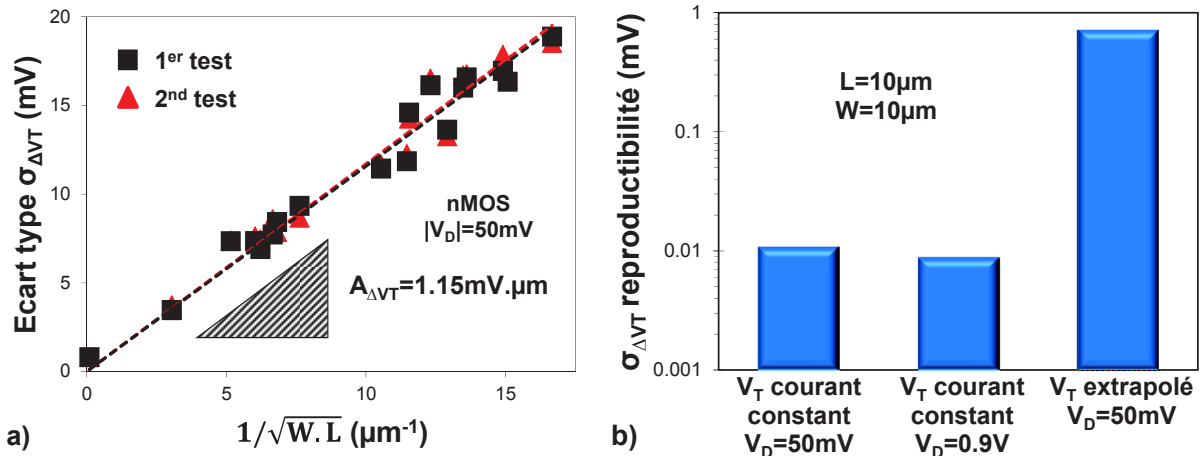 Ecart type σΔVT (mV)
20
15
10
5
0
1er test
2nd test
nMOS
|VD|=50mV
AΔVT=1.15mV.µm
0
5
10
15
1/√W.L (µm-1)
a)
σΔVT reproductibilité (mV)
1
0.1
0.01
0.001
L=10µm
W=10µm
VT courant
constant
VD=50mV
VT courant
constant
VD=0.9V
VT extrapolé
VD=50mV
b)